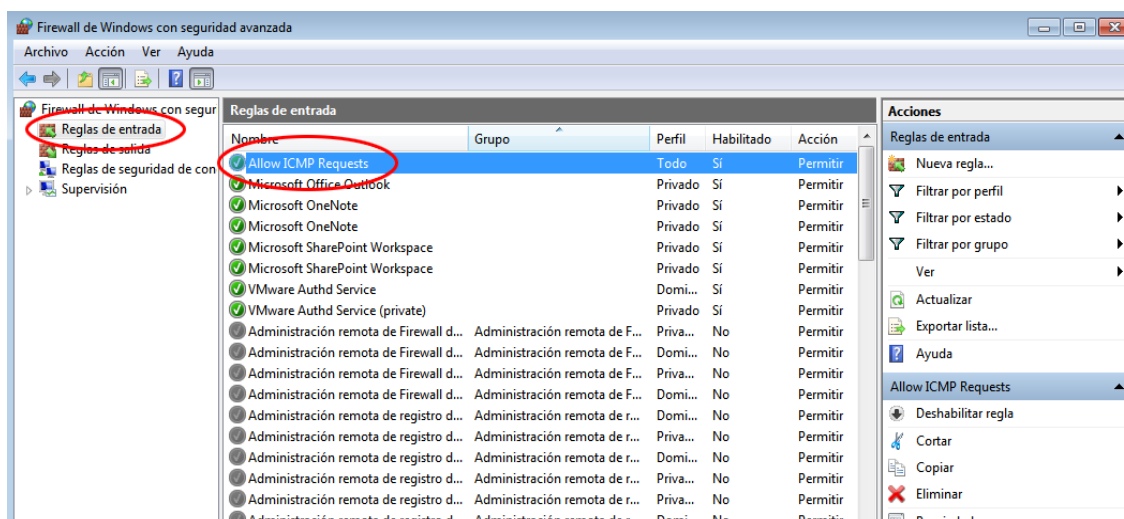 Firewall de Windows con seguridad avanzada
Archivo Acción Ver Ayuda
Firewall de Windows con segur
Reglas de entrada
Reglas de salida
Reglas de seguridad de con
Supervisión
Reglas de entrada
Nombre Grupo Perfil Habilitado Acción
Allow ICMP Requests Todo Sí Permitir
Microsoft Office Outlook Privado Sí Permitir
Microsoft OneNote Privado Sí Permitir
Microsoft OneNote Privado Sí Permitir
Microsoft SharePoint Workspace Privado Sí Permitir
Microsoft SharePoint Workspace Privado Sí Permitir
VMware Authd Service Domi... Sí Permitir
VMware Authd Service (private) Privado Sí Permitir
Administración remota de Firewall d... Administración remota de F... Priva... No Permitir
Administración remota de Firewall d... Administración remota de F... Domi... No Permitir
Administración remota de Firewall d... Administración remota de F... Priva... No Permitir
Administración remota de Firewall d... Administración remota de F... Domi... No Permitir
Administración remota de registro d... Administración remota de r... Domi... No Permitir
Administración remota de registro d... Administración remota de r... Priva... No Permitir
Administración remota de registro d... Administración remota de r... Domi... No Permitir
Administración remota de registro d... Administración remota de r... Priva... No Permitir
Administración remota de registro d... Administración remota de r... Priva... No Permitir
Acciones
Reglas de entrada
Nueva regla...
Filtrar por perfil
Filtrar por estado
Filtrar por grupo
Ver
Actualizar
Exportar lista...
Ayuda
Allow ICMP Requests
Deshabilitar regla
Cortar
Copiar
Eliminar